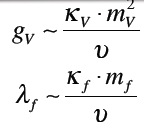 g_V ~ κ_V · m_V^2 / υ
λ_f ~ κ_f · m_f / υ